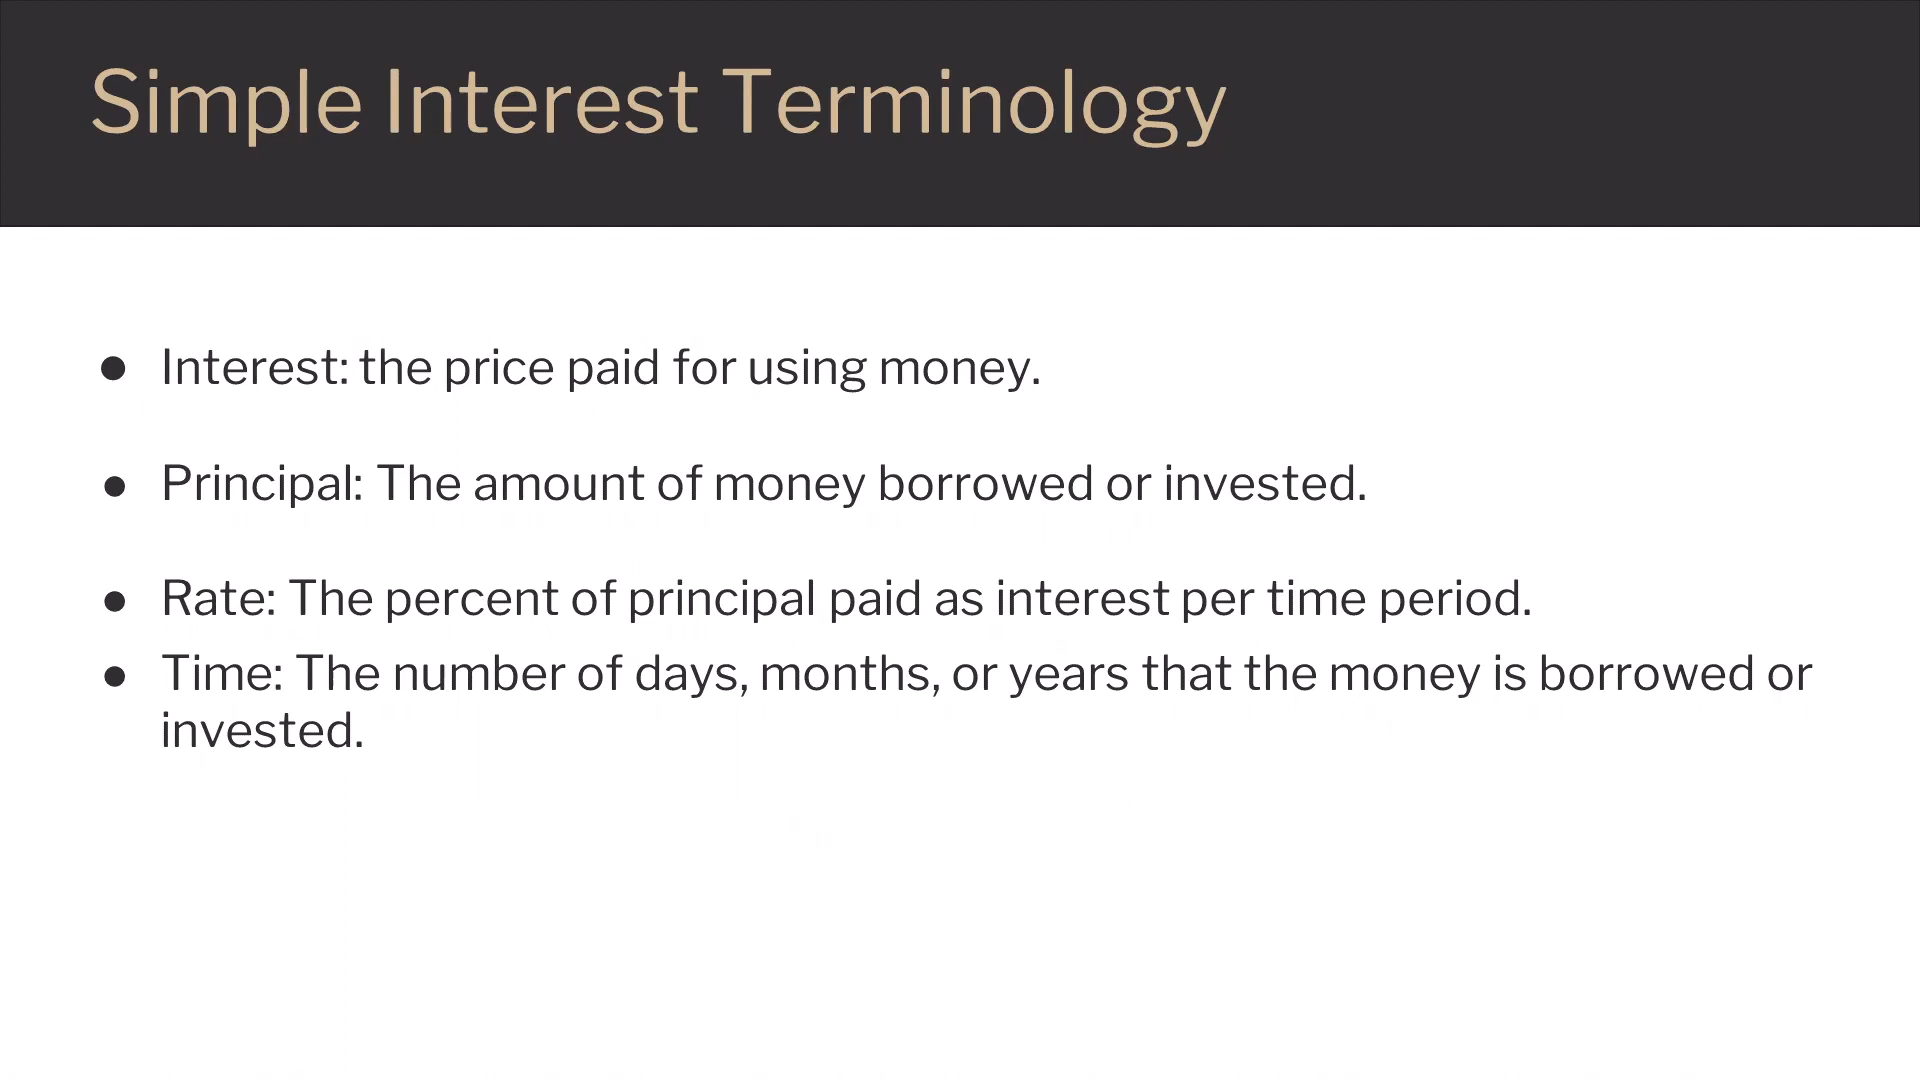 Simple Interest Terminology
● Interest: the price paid for using money.
● Principal: The amount of money borrowed or invested.
● Rate: The percent of principal paid as interest per time period.
● Time: The number of days, months, or years that the money is borrowed or
invested.